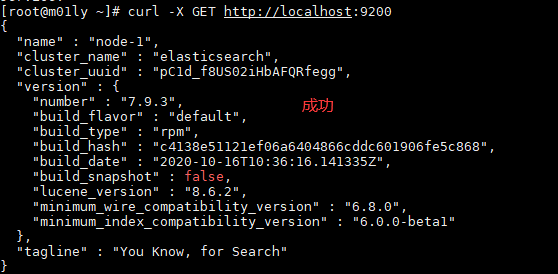 [root@m01ly ~]# curl -X GET http://localhost:9200
{
  "name" : "node-1",
  "cluster_name" : "elasticsearch",
  "cluster_uuid" : "pC1d_f8US02iHbAFQRfegg",
  "version" : {
    "number" : "7.9.3",
    "build_flavor" : "default",
成功
    "build_type" : "rpm",
    "build_hash" : "c4138e51121ef06a6404866cddc601906fe5c868",
    "build_date" : "2020-10-16T10:36:16.141335Z",
    "build_snapshot" : false,
    "lucene_version" : "8.6.2",
    "minimum_wire_compatibility_version" : "6.8.0",
    "minimum_index_compatibility_version" : "6.0.0-beta1"
  },
  "tagline" : "You Know, for Search"
}